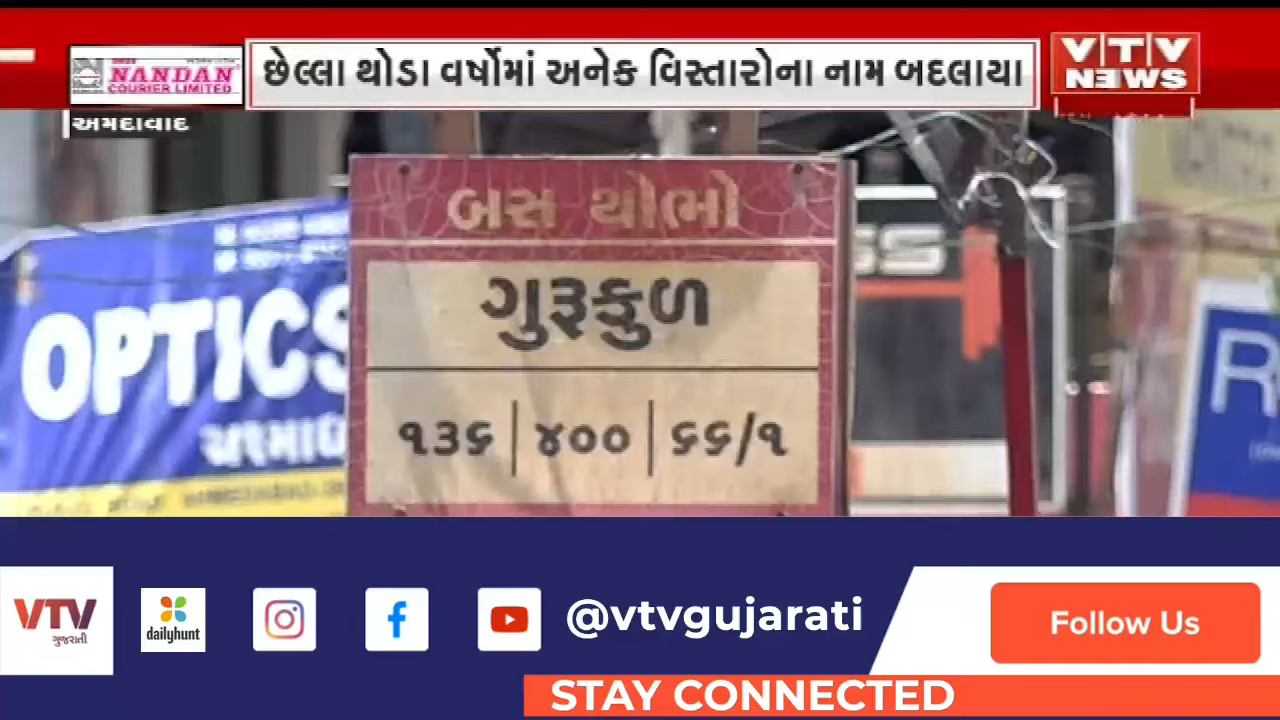 NANDAN
COURIER LIMITED
છેલ્લા થોડા વર્ષોમાં અનેક વિસ્તારોના નામ બદલાયા
VTV
NEWS
અમદાવાદ
બસ થોભો
ગુરૂકુળ
૧૩૬ | ૪૦૦ | ૬૬/૧
OPTICS
SS
R
VTV
ગુજરાતી
dailyhunt
@vtvgujarati
Follow Us
STAY CONNECTED